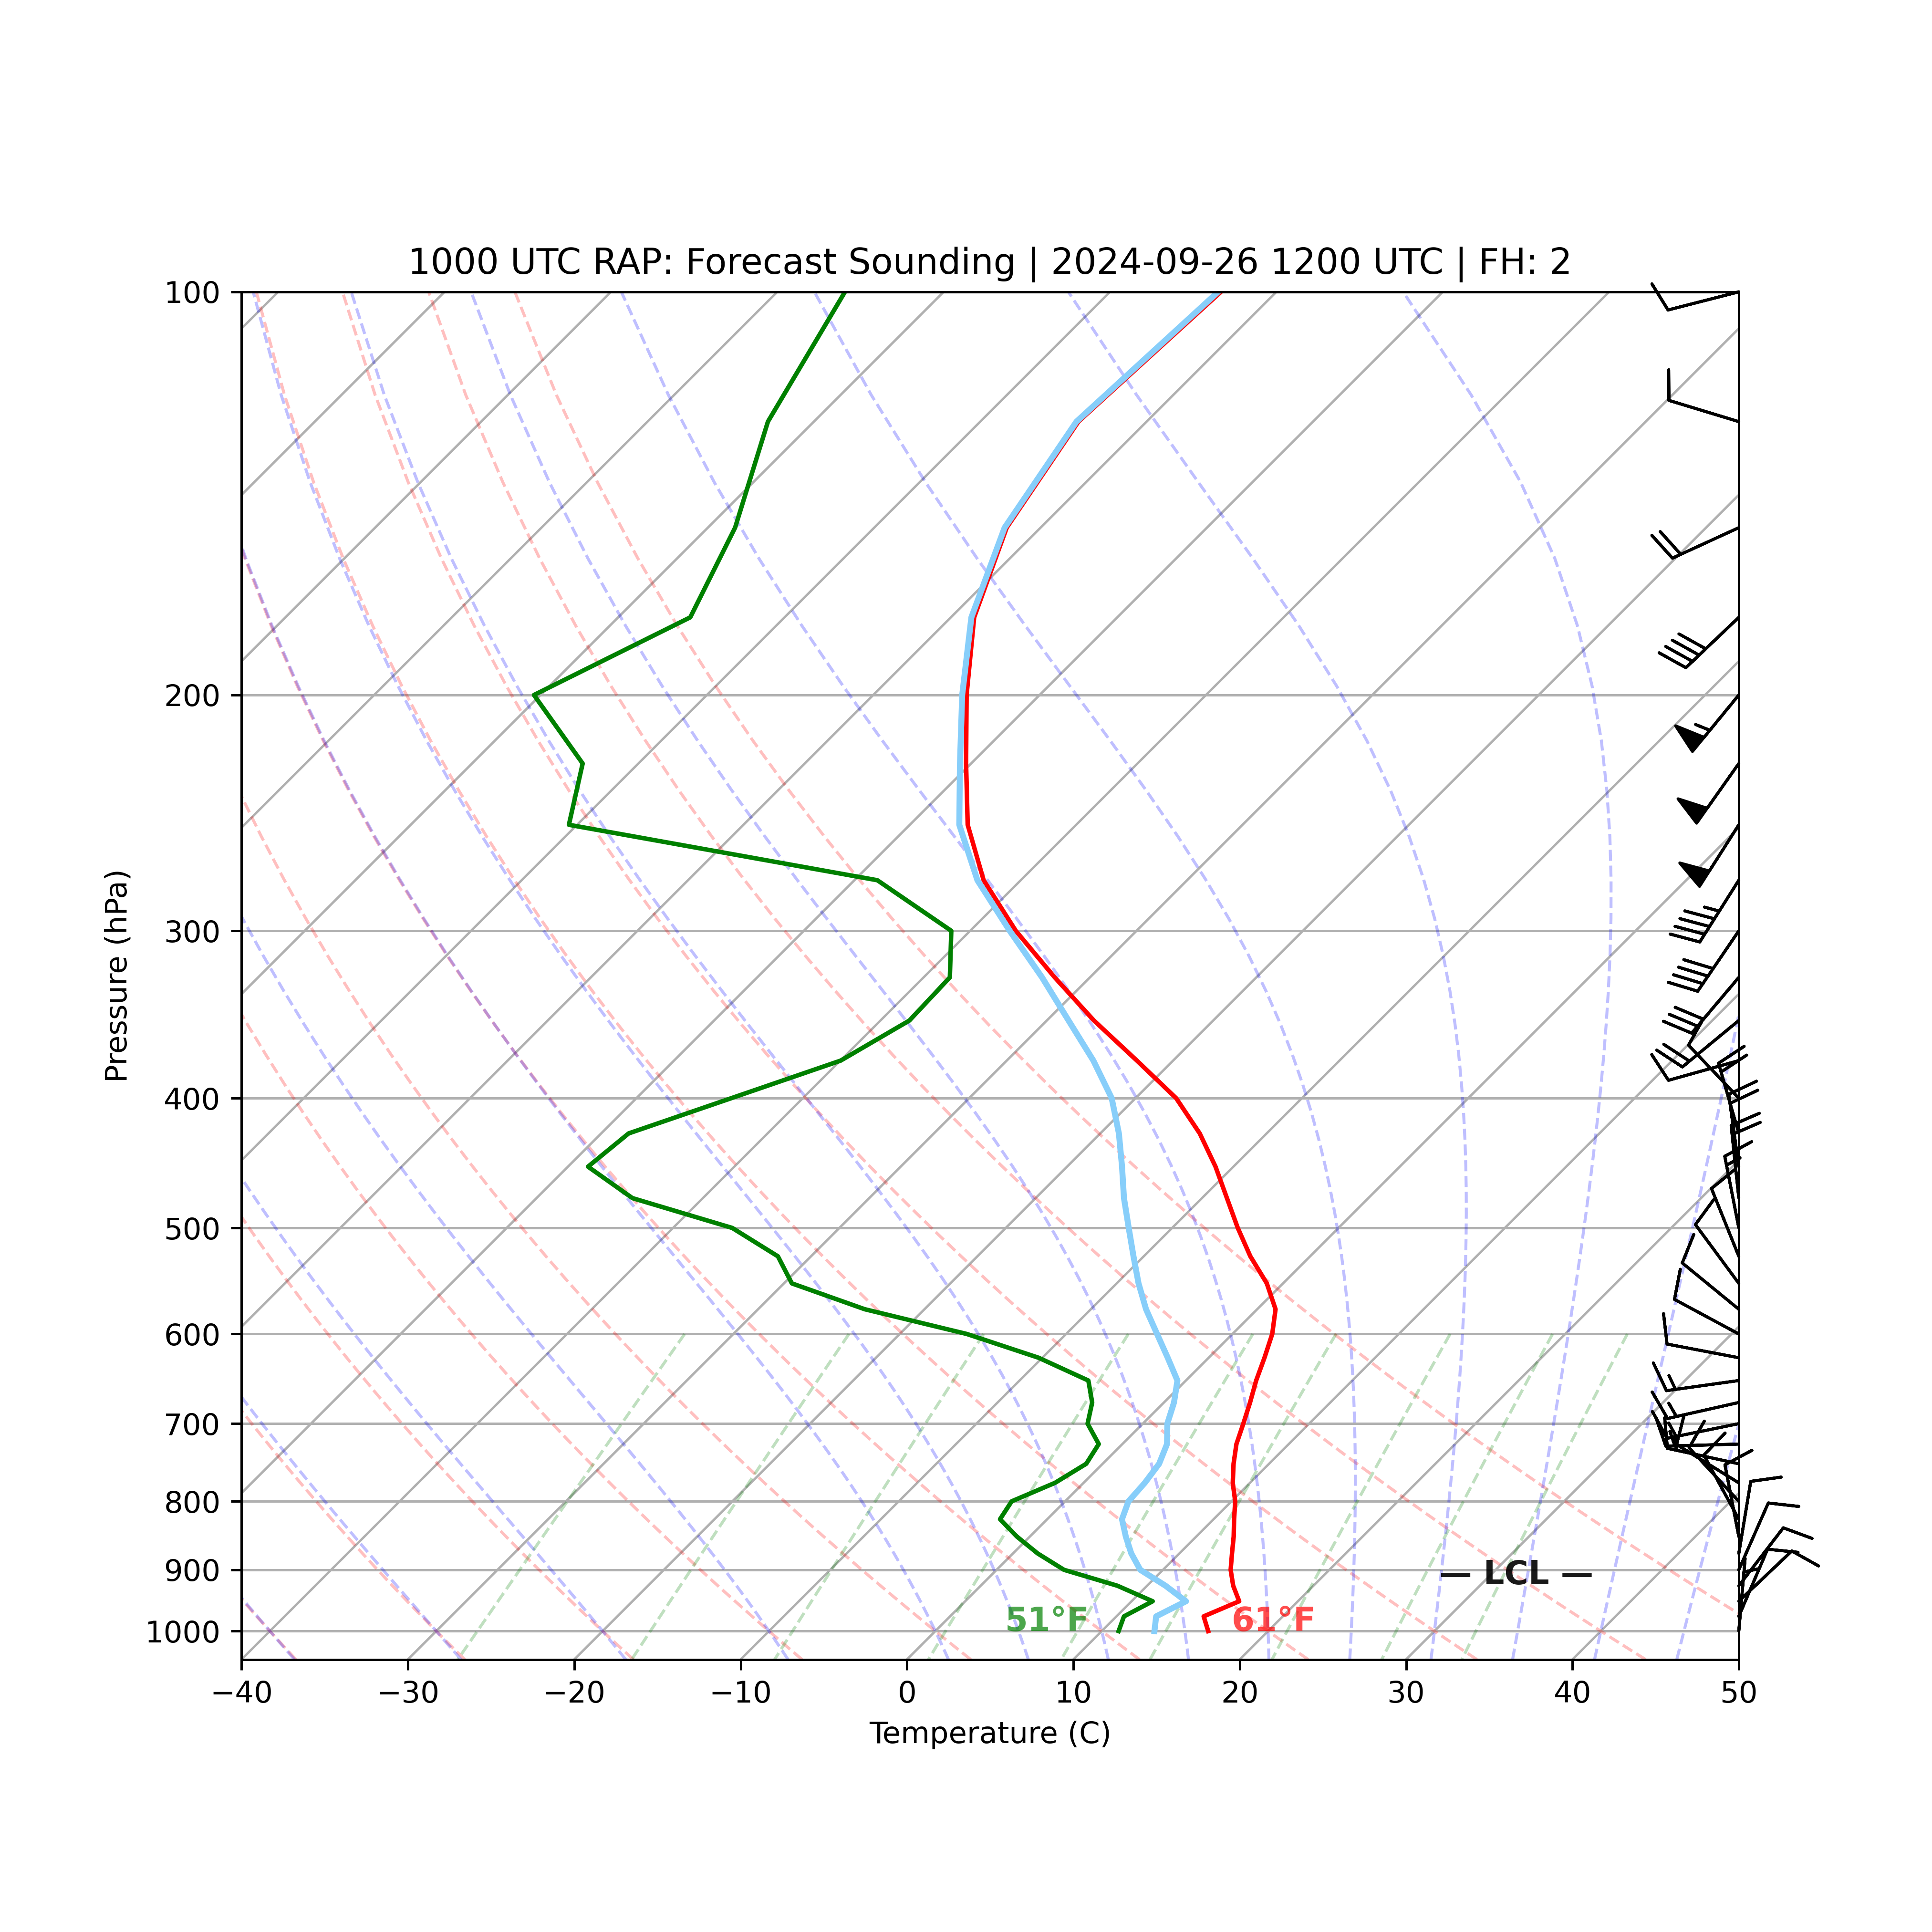 1000 UTC RAP: Forecast Sounding | 2024-09-26 1200 UTC | FH: 2
100
200
300
400
500
600
700
800
900
1000
Pressure (hPa)
— LCL —
51°F
61°F
−40 −30 −20 −10 0 10 20 30 40 50
Temperature (C)